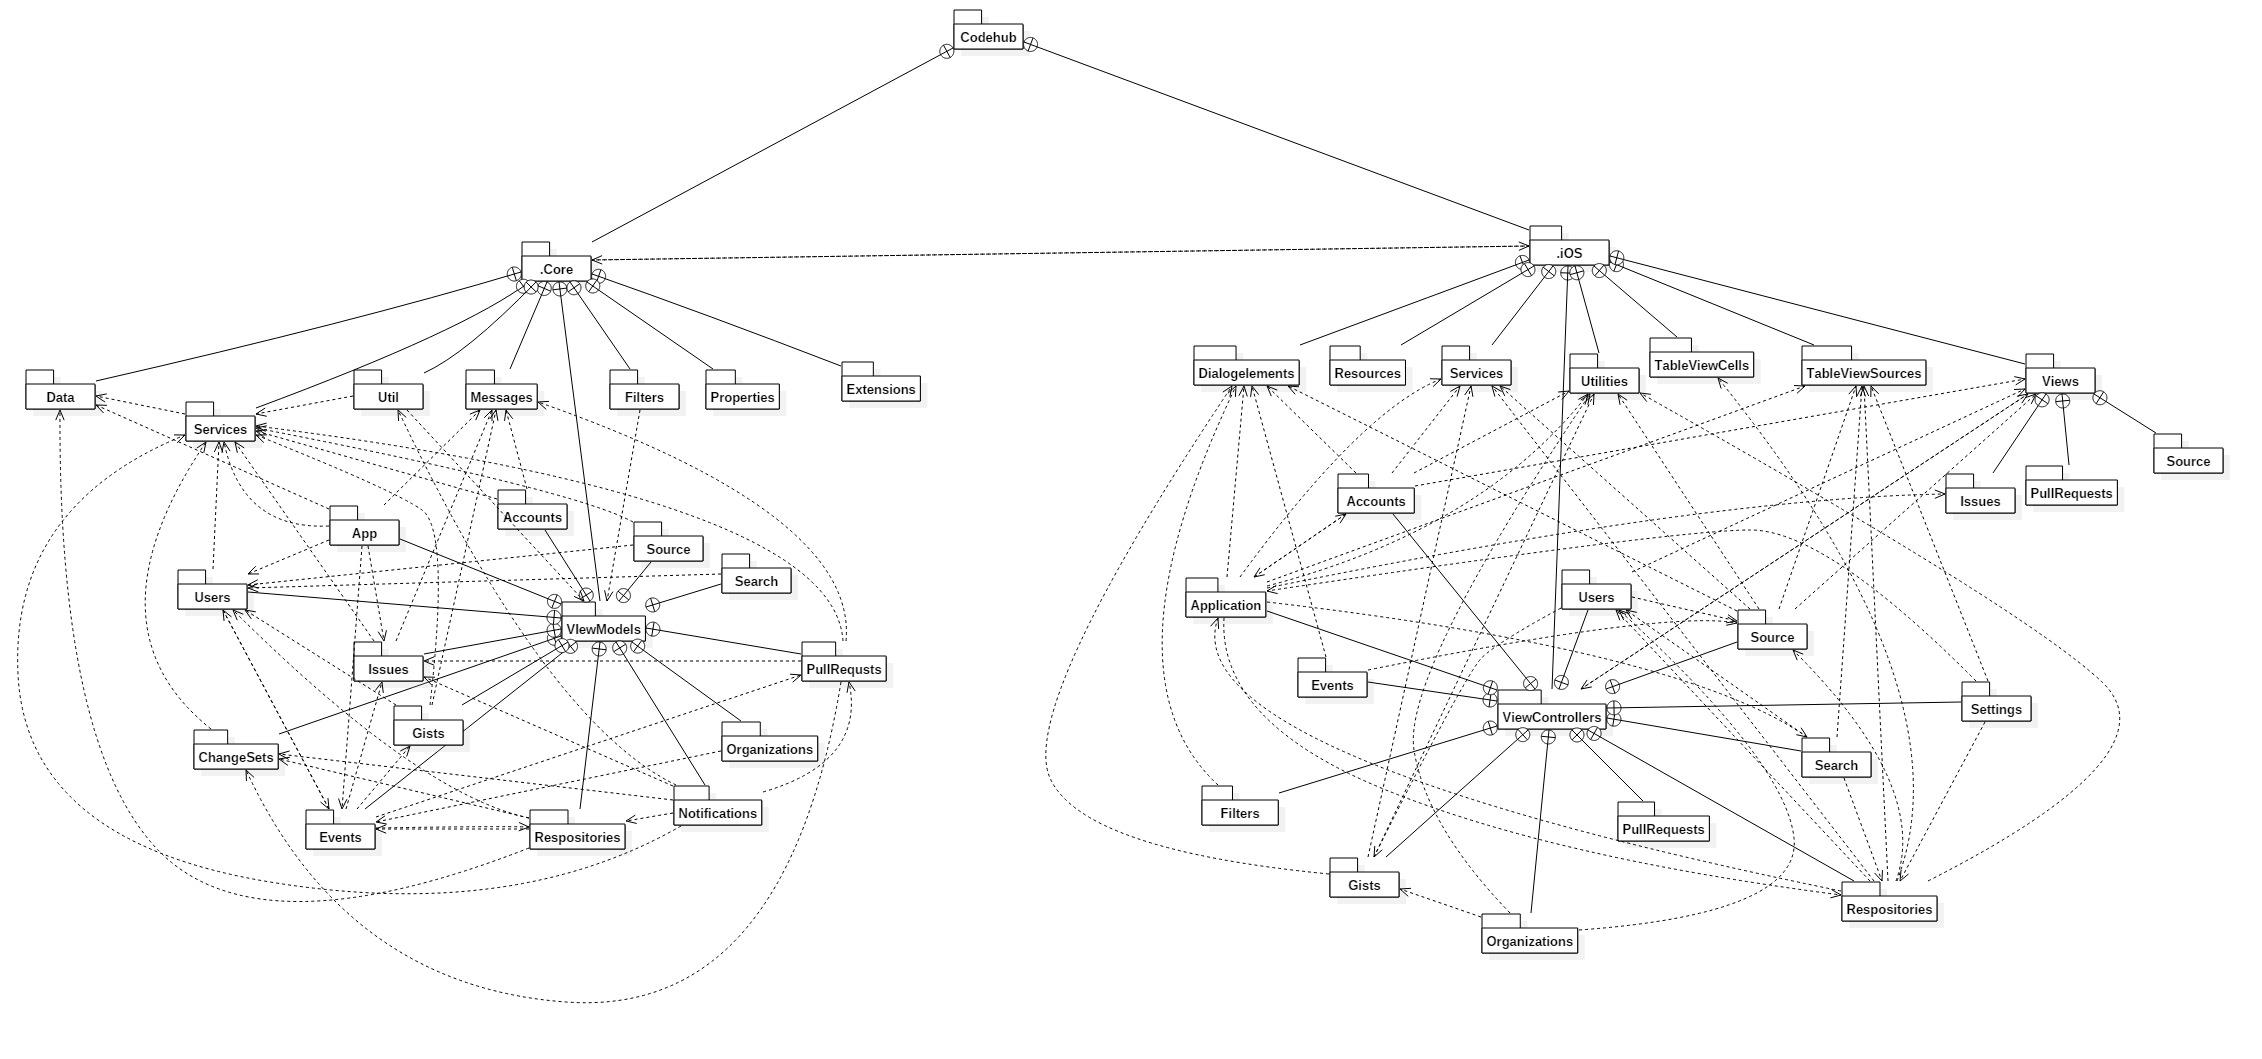 Codehub
.Core
.iOS
Data
Services
Util
Messages
Filters
Properties
Extensions
Dialogelements
Resources
Services
Utilities
TableViewCells
TableViewSources
Views
Source
Issues
PullRequests
App
Accounts
Source
Search
Users
VIewModels
Issues
PullRequsts
Gists
ChangeSets
Organizations
Events
Respositories
Notifications
Accounts
Application
Users
Source
Events
ViewControllers
Settings
Search
Filters
PullRequests
Gists
Organizations
Respositories